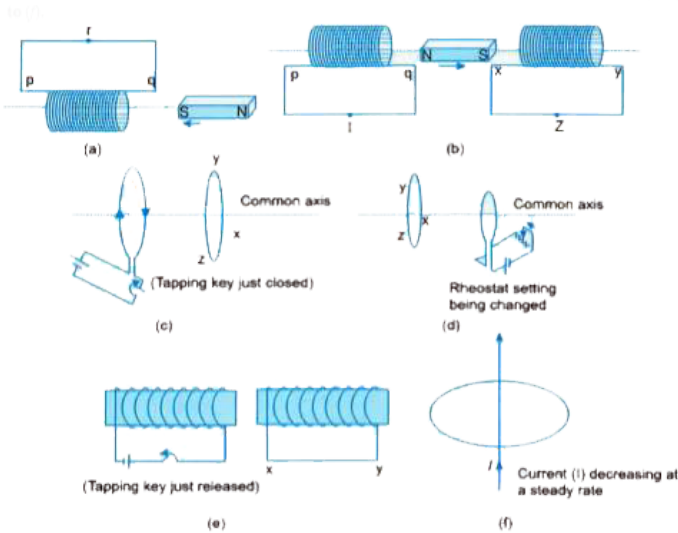 r
p q
S N
(a)
N S
p q x y
I Z
(b)
y
Common axis
x
z
(Tapping key just closed)
(c)
y
Common axis
x
z
Rheostat setting
being changed
(d)
x y
(Tapping key just released)
(e)
I
Current (I) decreasing at
a steady rate
(f)